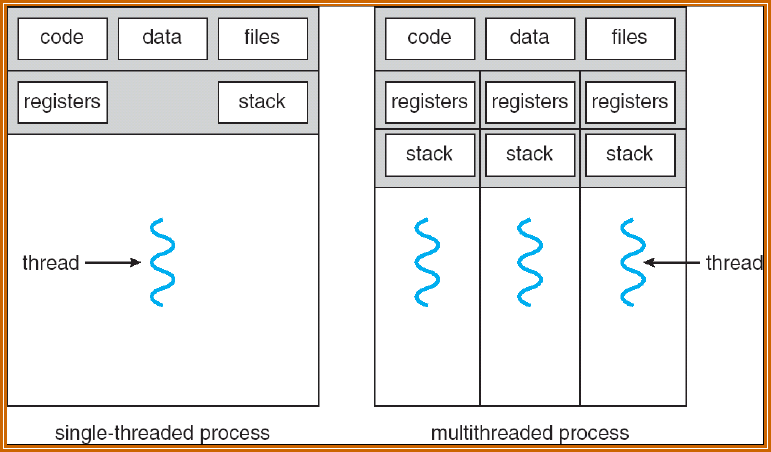 code data files
registers stack
thread
single-threaded process
code data files
registers registers registers
stack stack stack
thread
multithreaded process